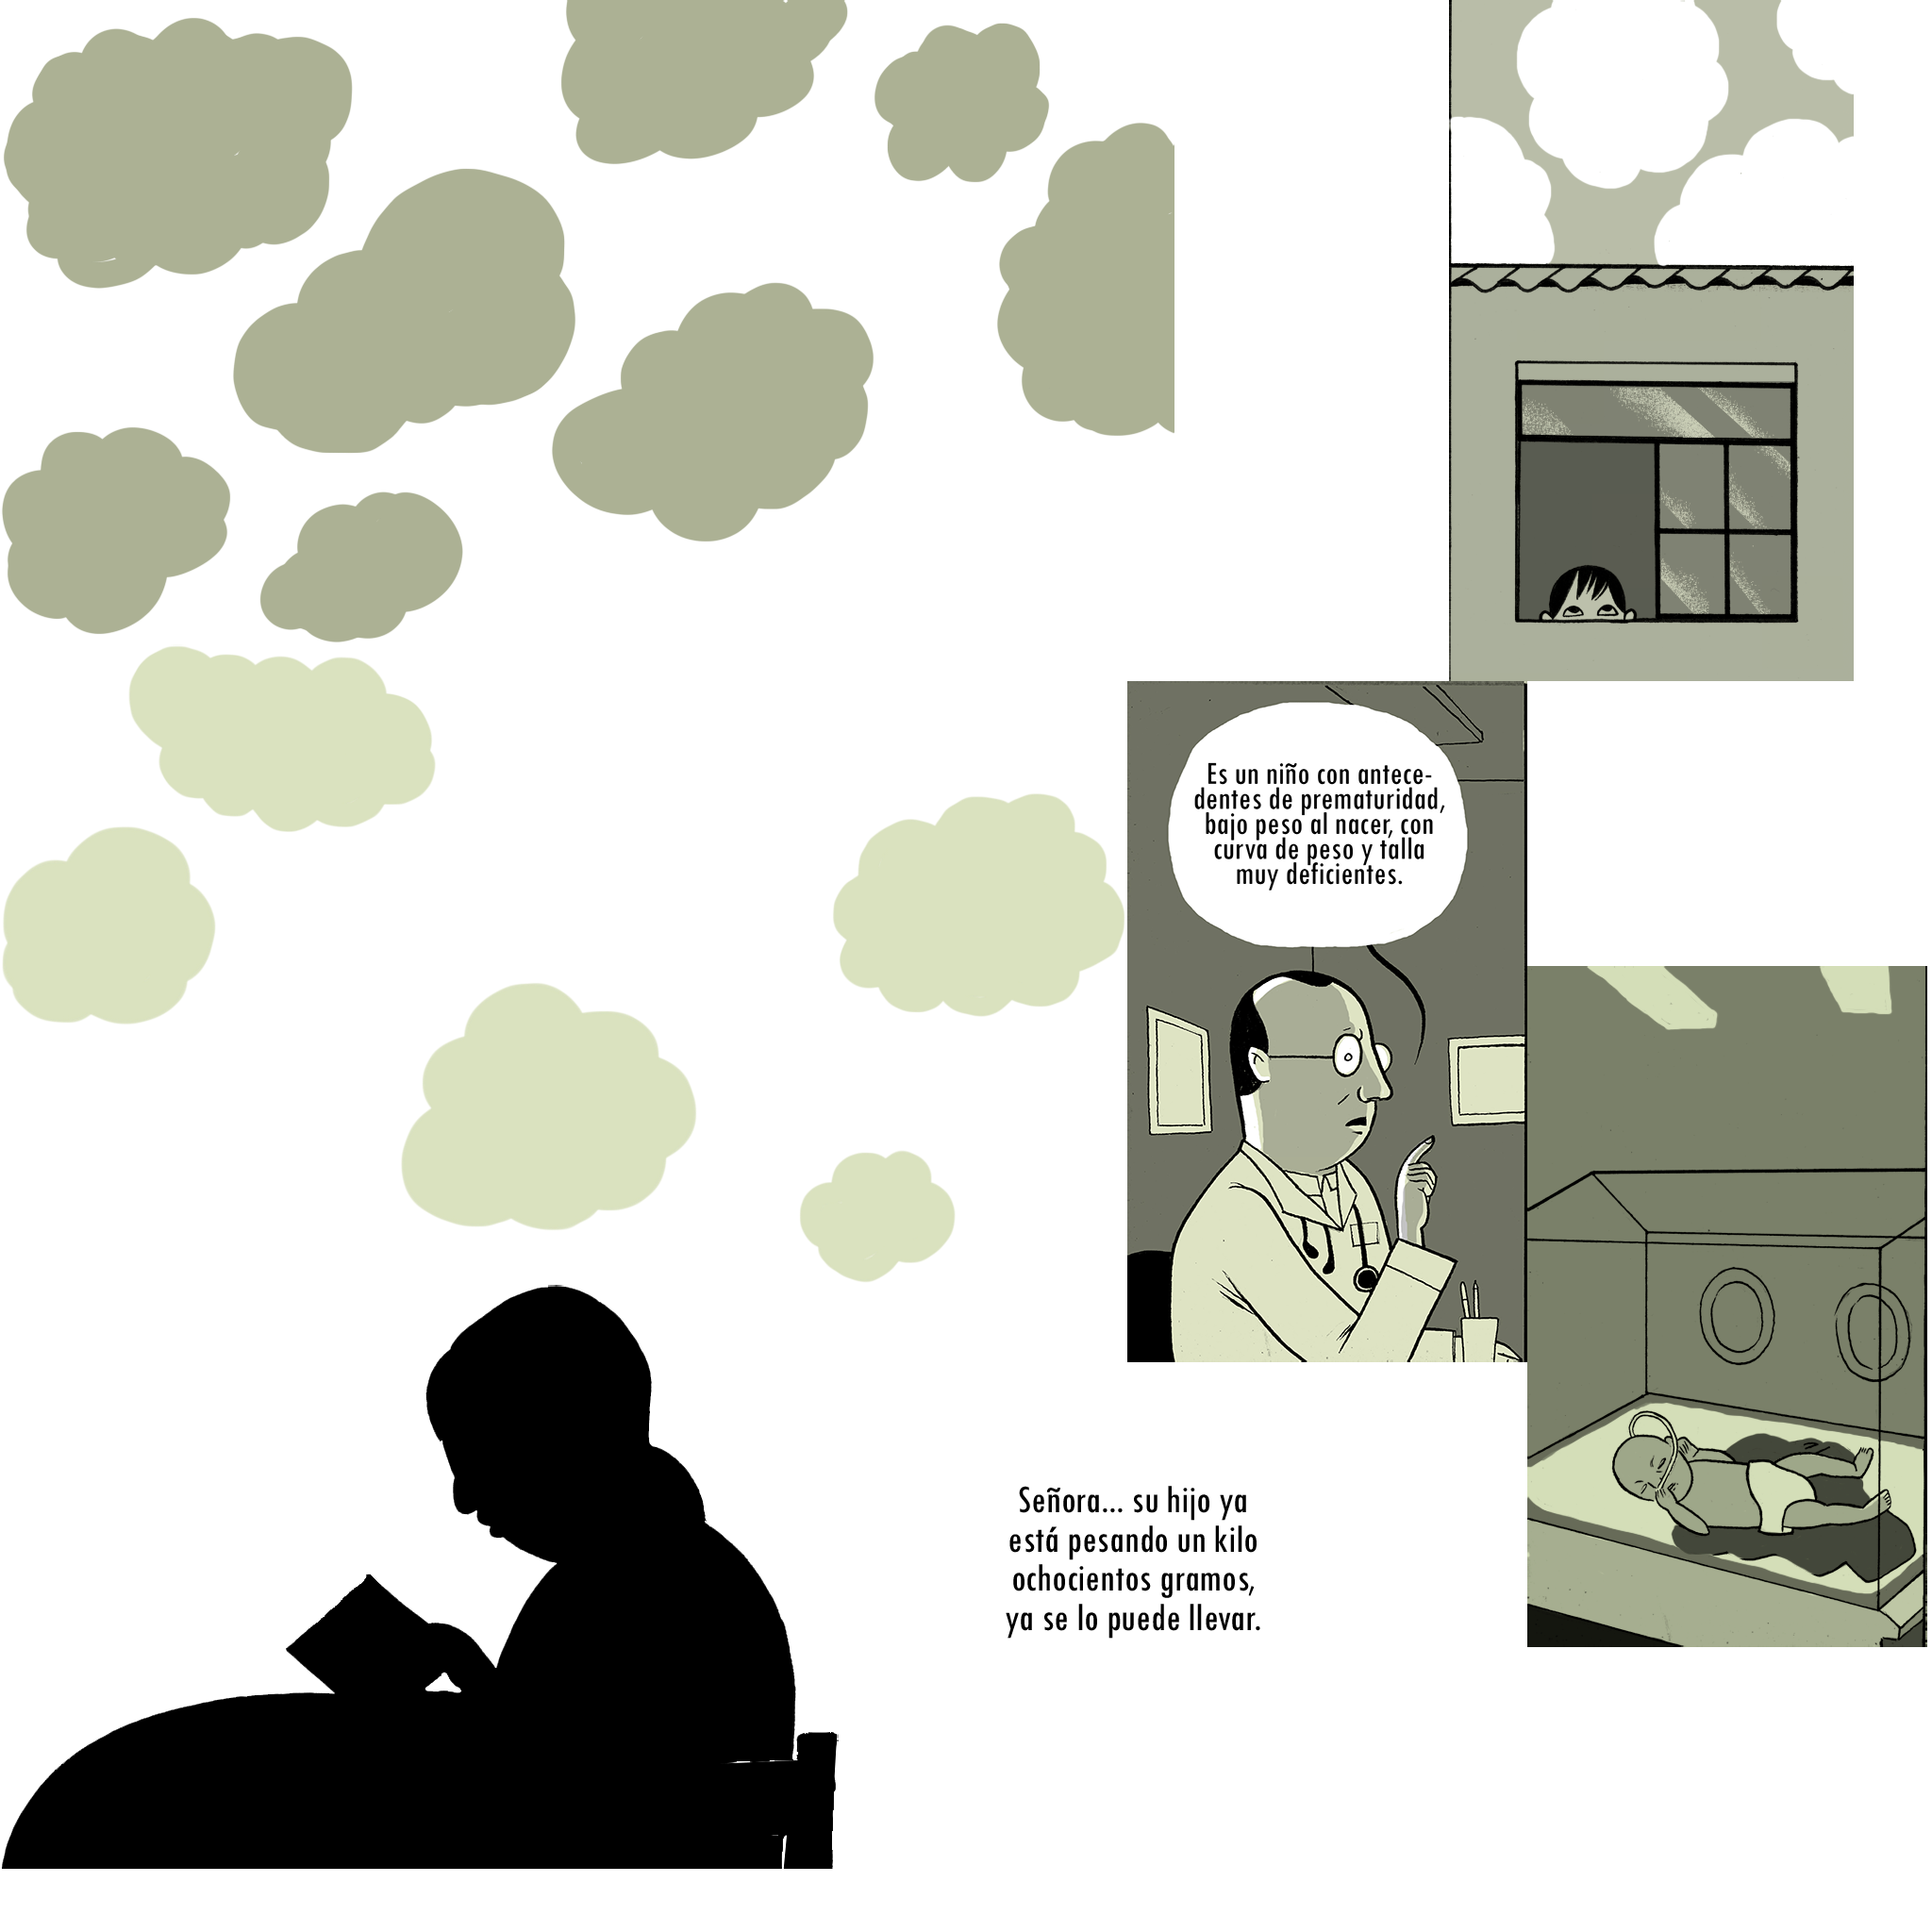 Es un niño con antece-
dentes de prematuridad,
bajo peso al nacer, con
curva de peso y talla
muy deficientes.
Señora... su hijo ya
está pesando un kilo
ochocientos gramos,
ya se lo puede llevar.